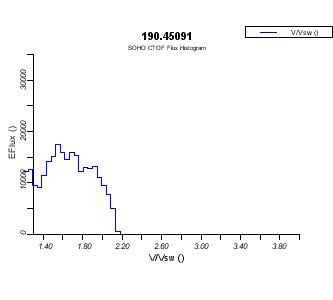 190.45091
SOHO CTOF Flux Histogram
V/Vsw ()
EFlux ()
30000
20000
10000
0
1.40 1.80 2.20 2.60 3.00 3.40 3.80
V/Vsw ()